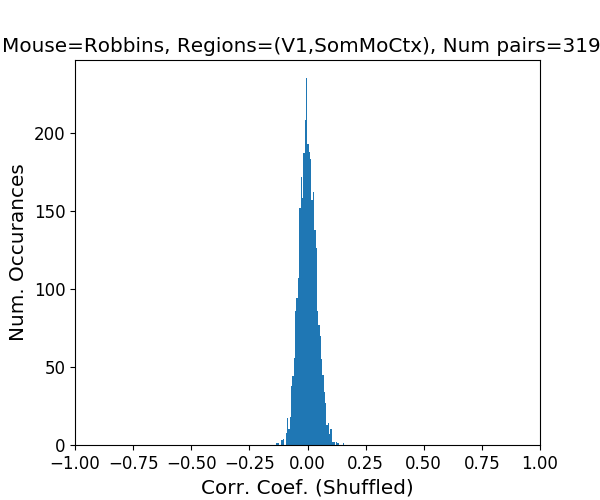 Mouse=Robbins, Regions=(V1,SomMoCtx), Num pairs=319
Num. Occurances
200
150
100
50
0
−1.00 −0.75 −0.50 −0.25 0.00 0.25 0.50 0.75 1.00
Corr. Coef. (Shuffled)